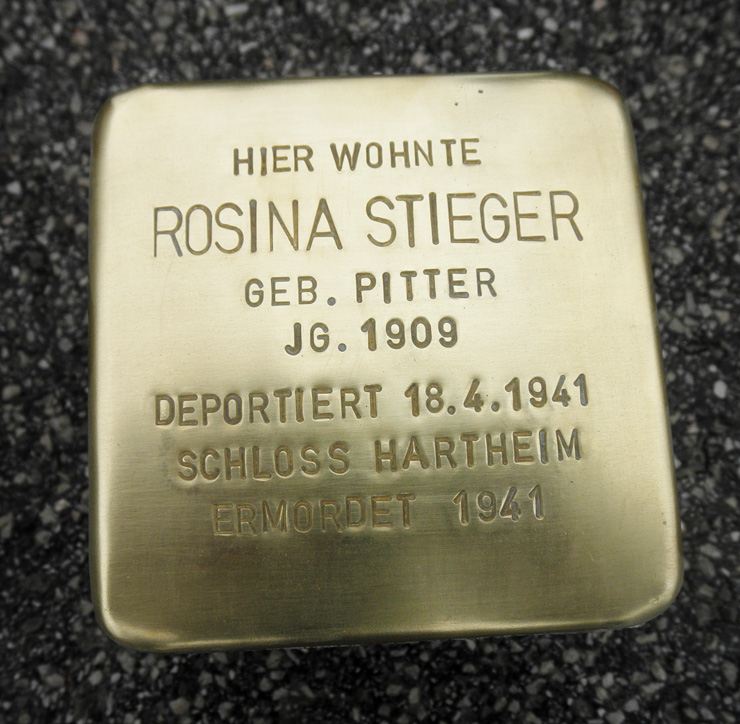 HIER WOHNTE
ROSINA STIEGER
GEB. PITTER
JG. 1909
DEPORTIERT 18.4.1941
SCHLOSS HARTHEIM
ERMORDET 1941